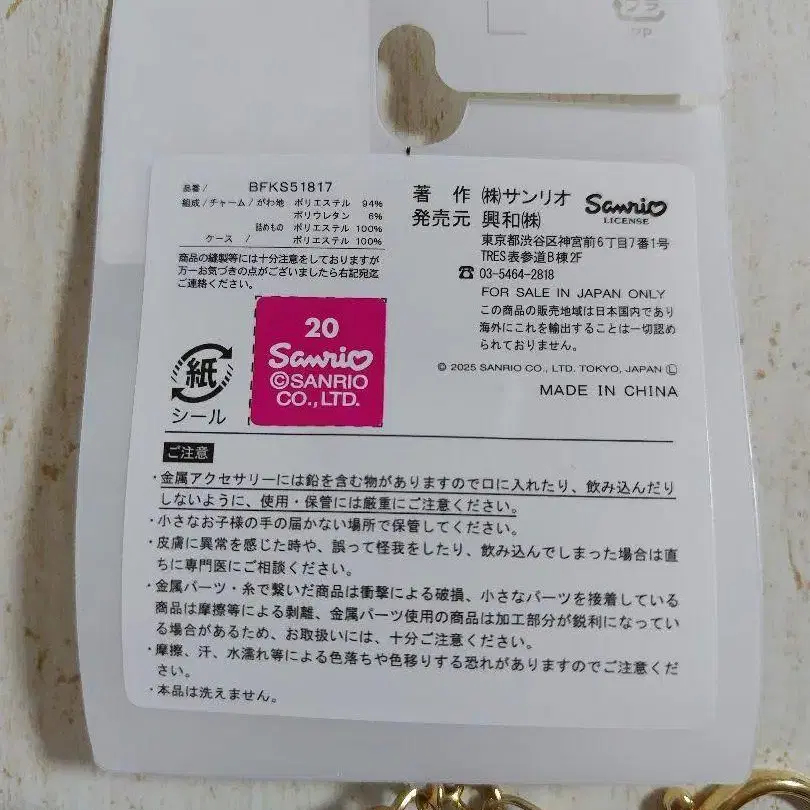 プラ
PP
品番/ BFKS51817
組成/チャーム/がわ地 ポリエステル 94%
ポリウレタン 6%
詰めもの ポリエステル 100%
ケース/ ポリエステル 100%
商品の縫製等には十分注意をしておりますが
万一お気づきの点がございましたら右記宛迄
ご連絡ください。
著作 ㈱サンリオ
発売元 興和㈱
Sanrio
LICENSE
東京都渋谷区神宮前6丁目7番1号
TRES表参道B棟2F
☎ 03-5464-2818
FOR SALE IN JAPAN ONLY
この商品の販売地域は日本国内であり
海外にこれを輸出することは一切認め
られておりません。
© 2025 SANRIO CO., LTD. TOKYO, JAPAN Ⓛ
MADE IN CHINA
紙
シール
20
Sanrio
©SANRIO
CO., LTD.
ご注意
・金属アクセサリーには鉛を含む物がありますので口に入れたり、飲み込んだり
しないように、使用・保管には厳重にご注意ください。
・小さなお子様の手の届かない場所で保管してください。
・皮膚に異常を感じた時や、誤って怪我をしたり、飲み込んでしまった場合は直
ちに専門医にご相談ください。
・金属パーツ・糸で繋いだ商品は衝撃による破損、小さなパーツを接着している
商品は摩擦等による剥離、金属パーツ使用の商品は加工部分が鋭利になってい
る場合があるため、お取扱いには、十分ご注意ください。
・摩擦、汗、水濡れ等による色落ちや色移りする恐れがありますのでご注意くだ
さい。
・本品は洗えません。